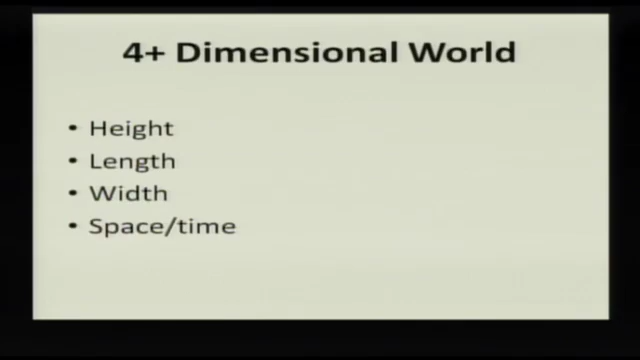 4+ Dimensional World
• Height
• Length
• Width
• Space/time